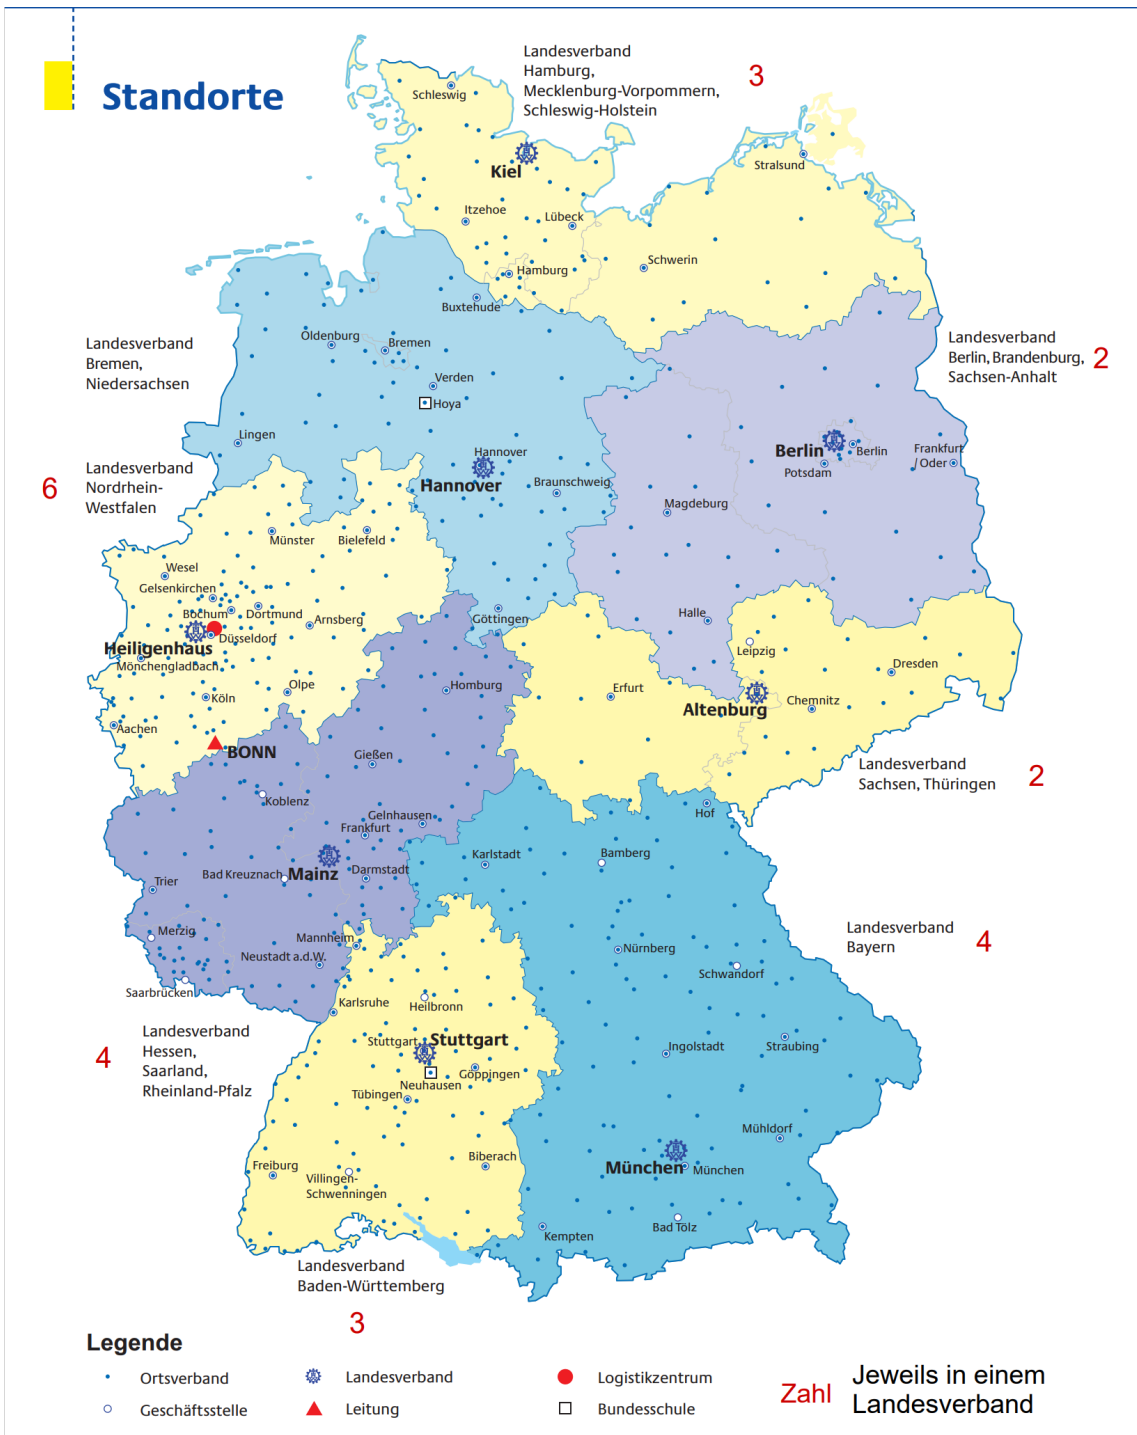 Standorte
Landesverband
Hamburg,
Mecklenburg-Vorpommern,
Schleswig-Holstein
3
Schleswig
Kiel
Stralsund
Itzehoe
Lübeck
Schwerin
Hamburg
Buxtehude
Landesverband
Bremen,
Niedersachsen
Oldenburg
Bremen
Verden
Hoya
Landesverband
Berlin, Brandenburg,
Sachsen-Anhalt
2
Lingen
Hannover
Hannover
Braunschweig
Berlin
Berlin
Potsdam
Frankfurt
/ Oder
Magdeburg
6
Landesverband
Nordrhein-
Westfalen
Münster
Bielefeld
Wesel
Gelsenkirchen
Bochum
Dortmund
Arnsberg
Göttingen
Halle
Düsseldorf
Heiligenhaus
Mönchengladbach
Leipzig
Dresden
Köln
Olpe
Homburg
Erfurt
Altenburg
Chemnitz
Aachen
BONN
Gießen
Landesverband
Sachsen, Thüringen
2
Koblenz
Gelnhausen
Frankfurt
Hof
Karlstadt
Bamberg
Trier
Bad Kreuznach
Mainz
Darmstadt
Merzig
Mannheim
Neustadt a.d.W.
Nürnberg
Landesverband
Bayern
4
Schwandorf
Saarbrücken
Karlsruhe
Heilbronn
Landesverband
Hessen,
Saarland,
Rheinland-Pfalz
4
Stuttgart
Stuttgart
Ingolstadt
Straubing
Neuhausen
Göppingen
Tübingen
Mühldorf
Freiburg
Villingen-
Schwenningen
Biberach
München
München
Kempten
Bad Tölz
Landesverband
Baden-Württemberg
3
Legende
Ortsverband
Landesverband
Logistikzentrum
Geschäftsstelle
Leitung
Bundesschule
Zahl
Jeweils in einem
Landesverband